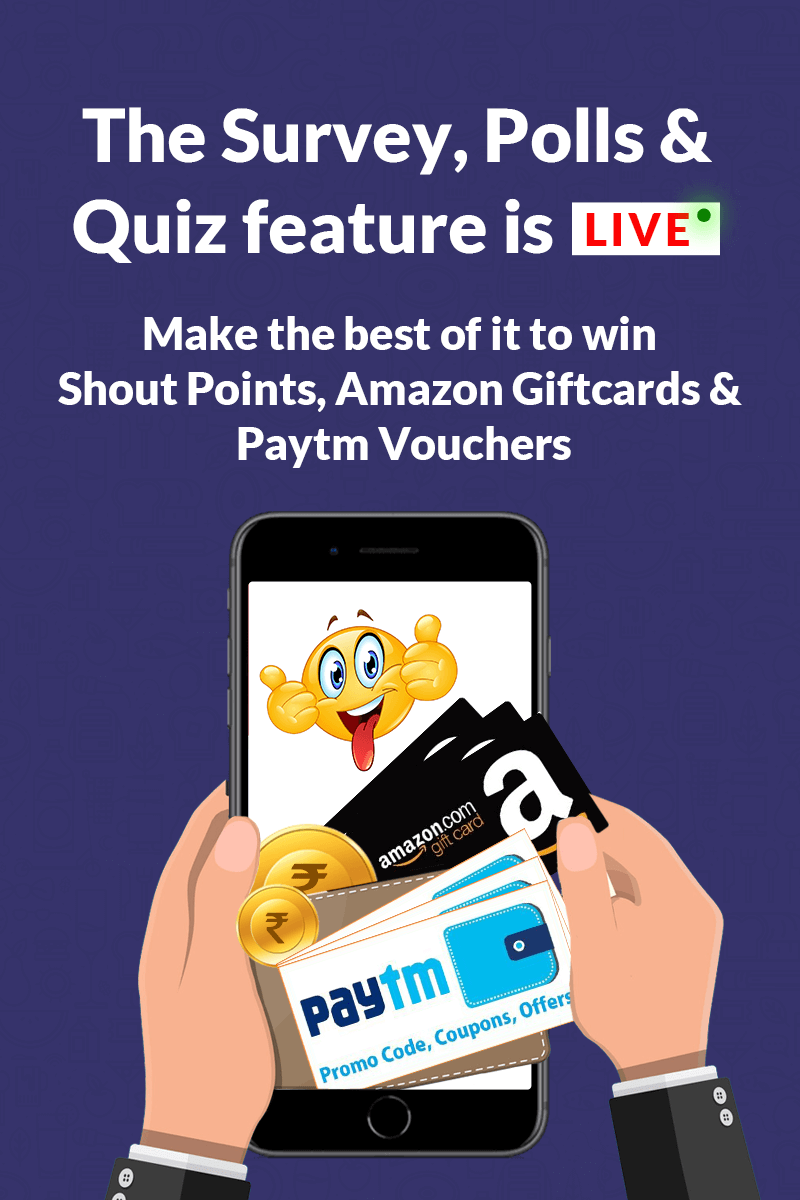 The Survey, Polls &
Quiz feature is LIVE
Make the best of it to win
Shout Points, Amazon Giftcards &
Paytm Vouchers
a
amazon.com
gift card
₹
₹
paytm
Promo Code, Coupons, Offers